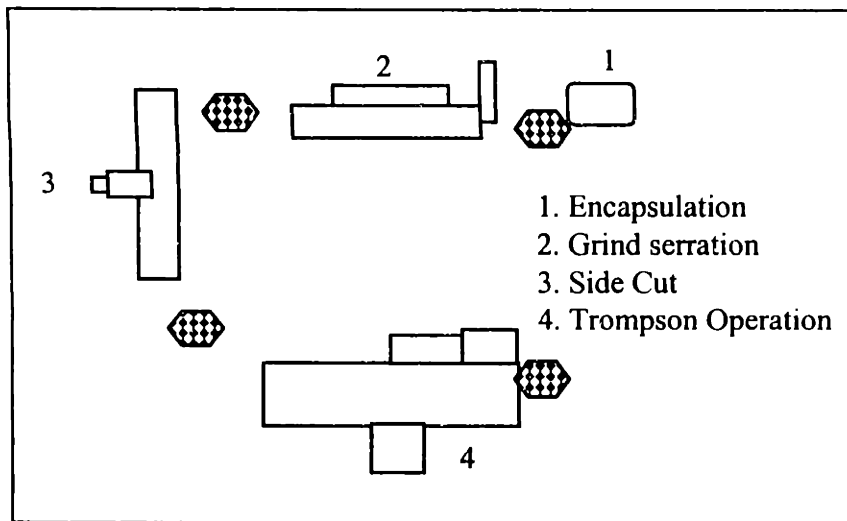 2
1
3
1. Encapsulation
2. Grind serration
3. Side Cut
4. Trompson Operation
4